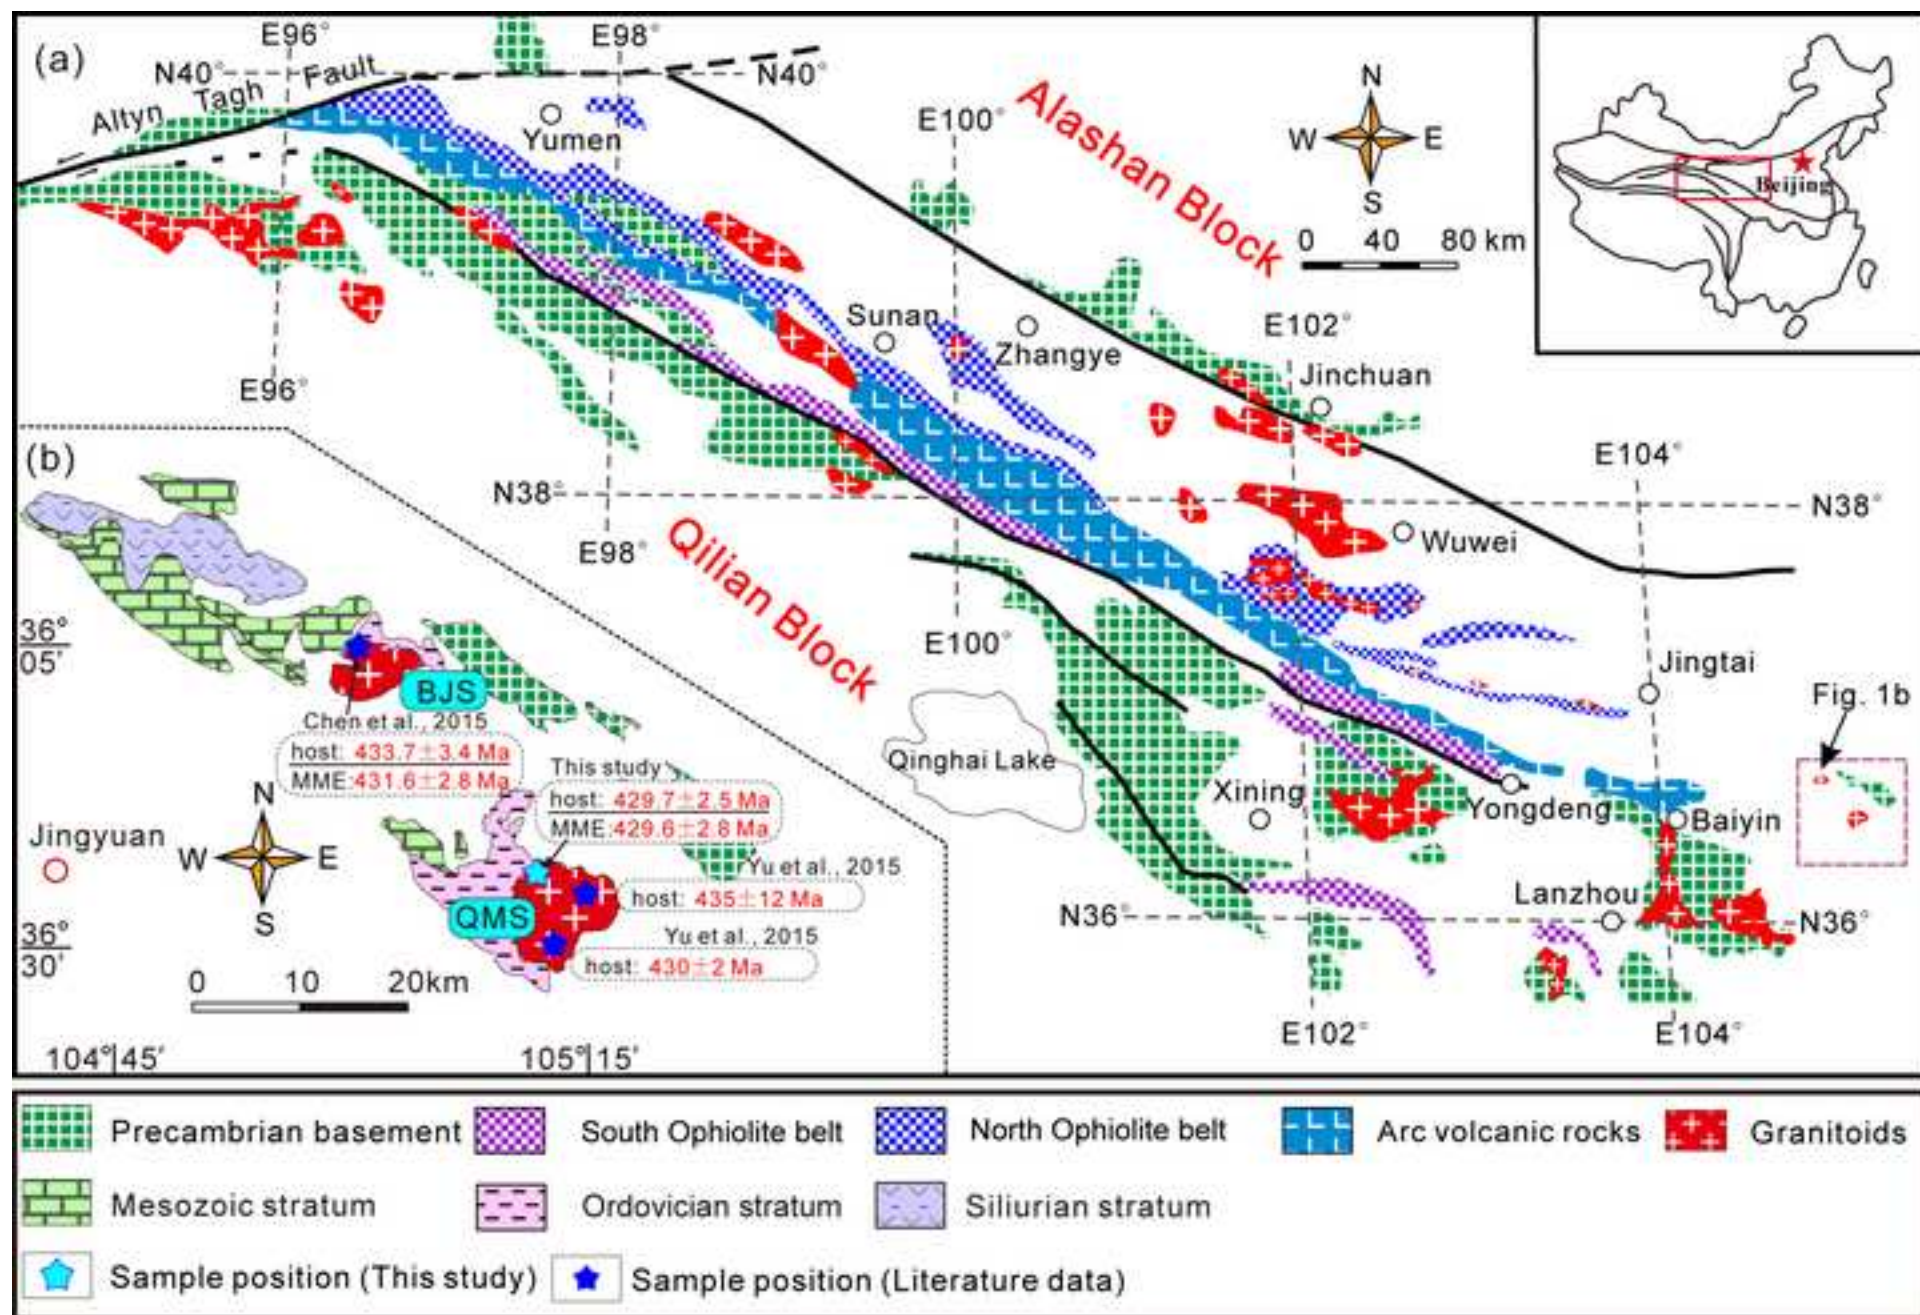 (a)
E96°
E98°
N40°
Altyn Tagh Fault
N40°
Yumen
E100°
Alashan Block
N
W
E
S
0 40 80 km
Beijing
Sunan
Zhangye
E102°
Jinchuan
E96°
(b)
E104°
N38°
N38°
E98°
Qilian Block
Wuwei
E100°
36°
05'
BJS
Chen et al., 2015
host: 433.7±3.4 Ma
MME:431.6±2.8 Ma
Jingtai
Fig. 1b
This study
host: 429.7±2.5 Ma
MME:429.6±2.8 Ma
Qinghai Lake
Xining
Yongdeng
Baiyin
Jingyuan
N
W
E
S
Yu et al., 2015
host: 435±12 Ma
QMS
Yu et al., 2015
host: 430±2 Ma
Lanzhou
N36°
N36°
36°
30'
0 10 20km
E102°
E104°
104° 45'
105° 15'
Precambrian basement
South Ophiolite belt
North Ophiolite belt
Arc volcanic rocks
Granitoids
Mesozoic stratum
Ordovician stratum
Siliurian stratum
Sample position (This study)
Sample position (Literature data)